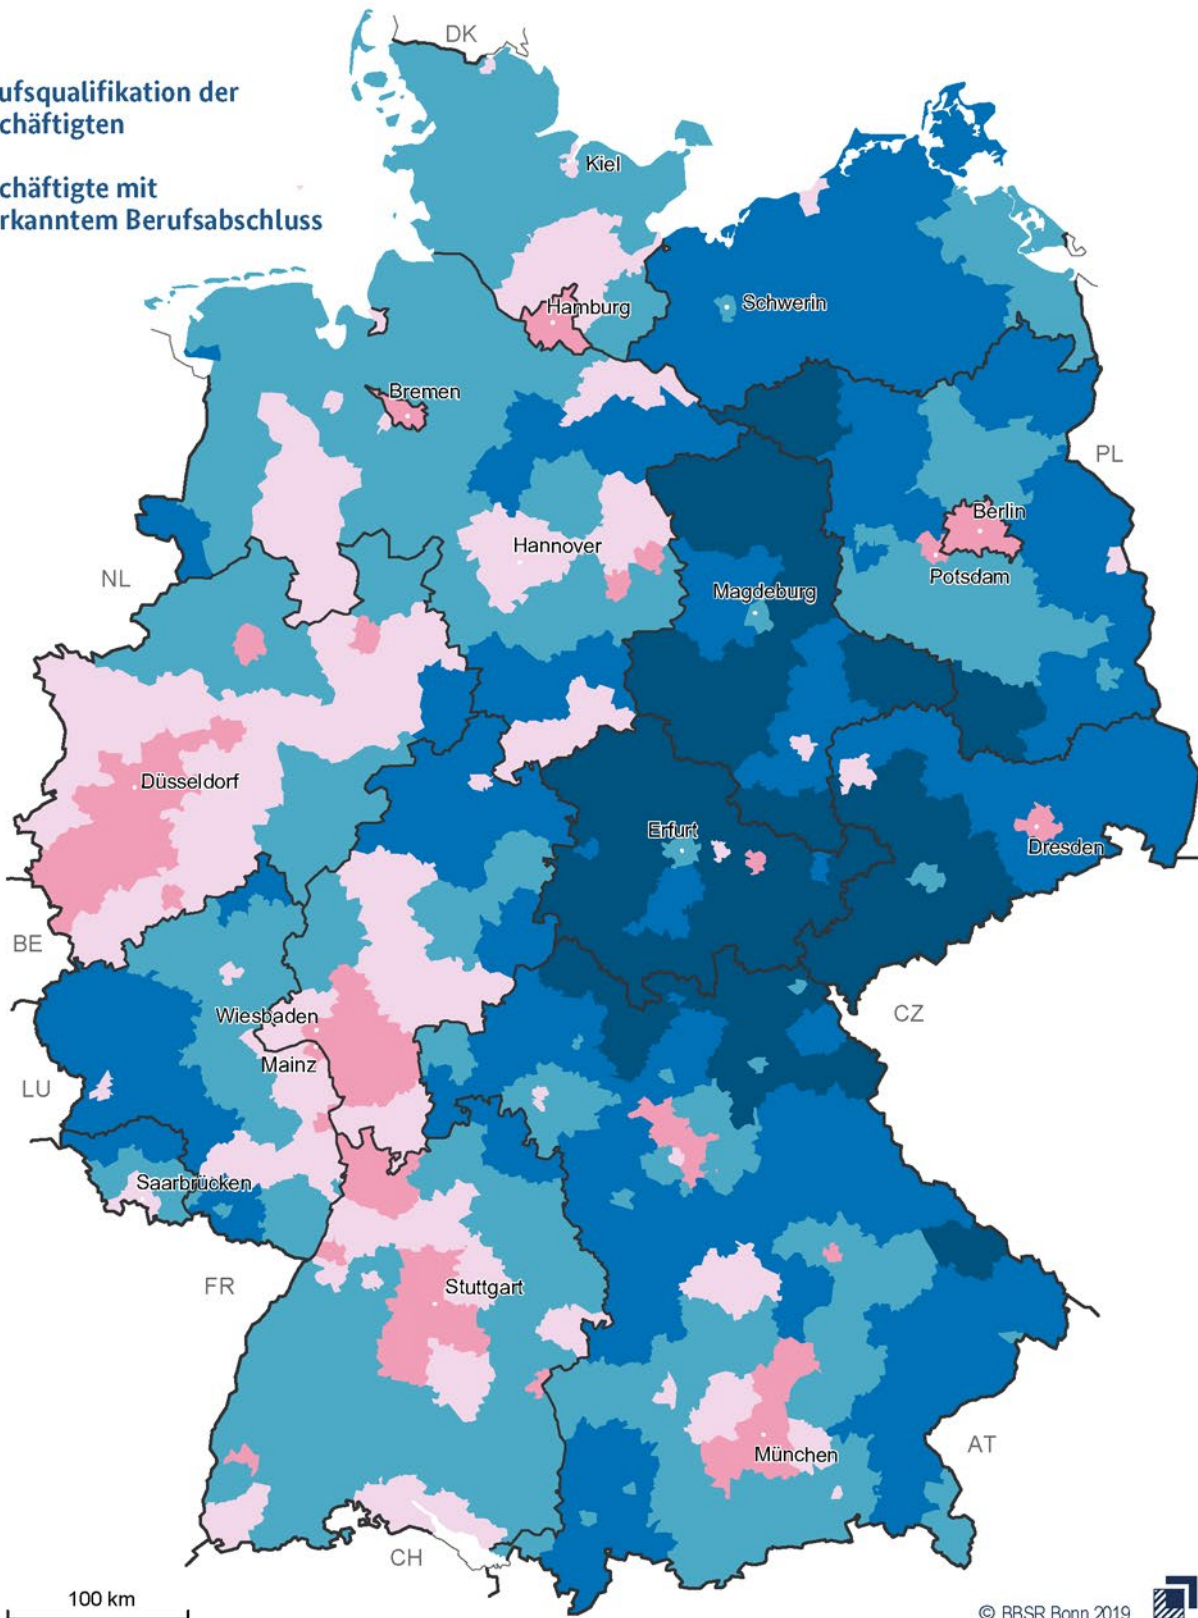 DK
ufsqualifikation der
chäftigten
Kiel
chäftigte mit
rkanntem Berufsabschluss
Hamburg
Schwerin
Bremen
PL
Berlin
Hannover
NL
Potsdam
Magdeburg
Düsseldorf
Erfurt
Dresden
BE
Wiesbaden
CZ
Mainz
LU
Saarbrücken
FR
Stuttgart
AT
München
CH
100 km
© BBSR Bonn 2019